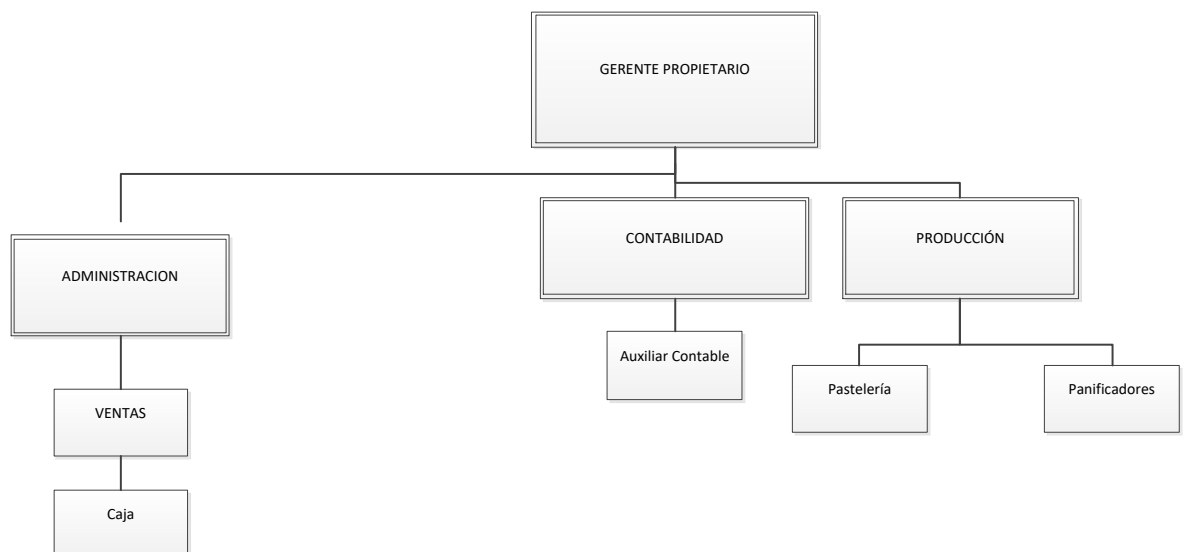 GERENTE PROPIETARIO
CONTABILIDAD
PRODUCCIÓN
ADMINISTRACION
Auxiliar Contable
Pastelería
Panificadores
VENTAS
Caja